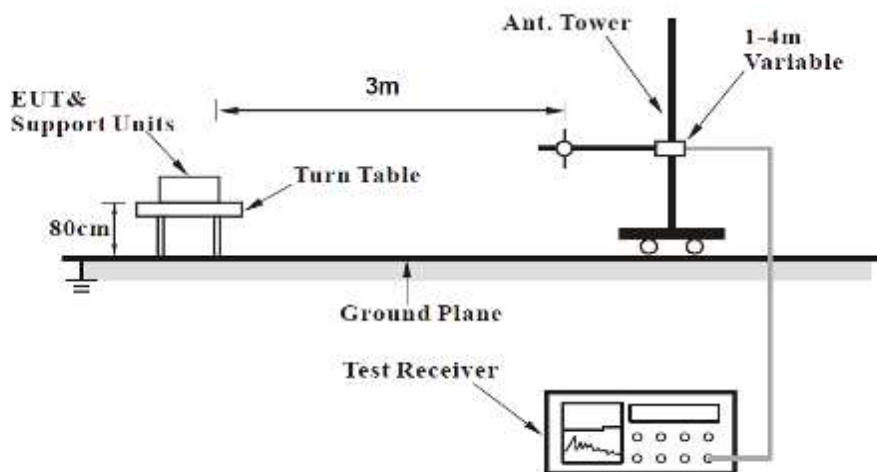 Ant. Tower
1-4m
Variable
3m
EUT&
Support Units
Turn Table
80cm
Ground Plane
Test Receiver